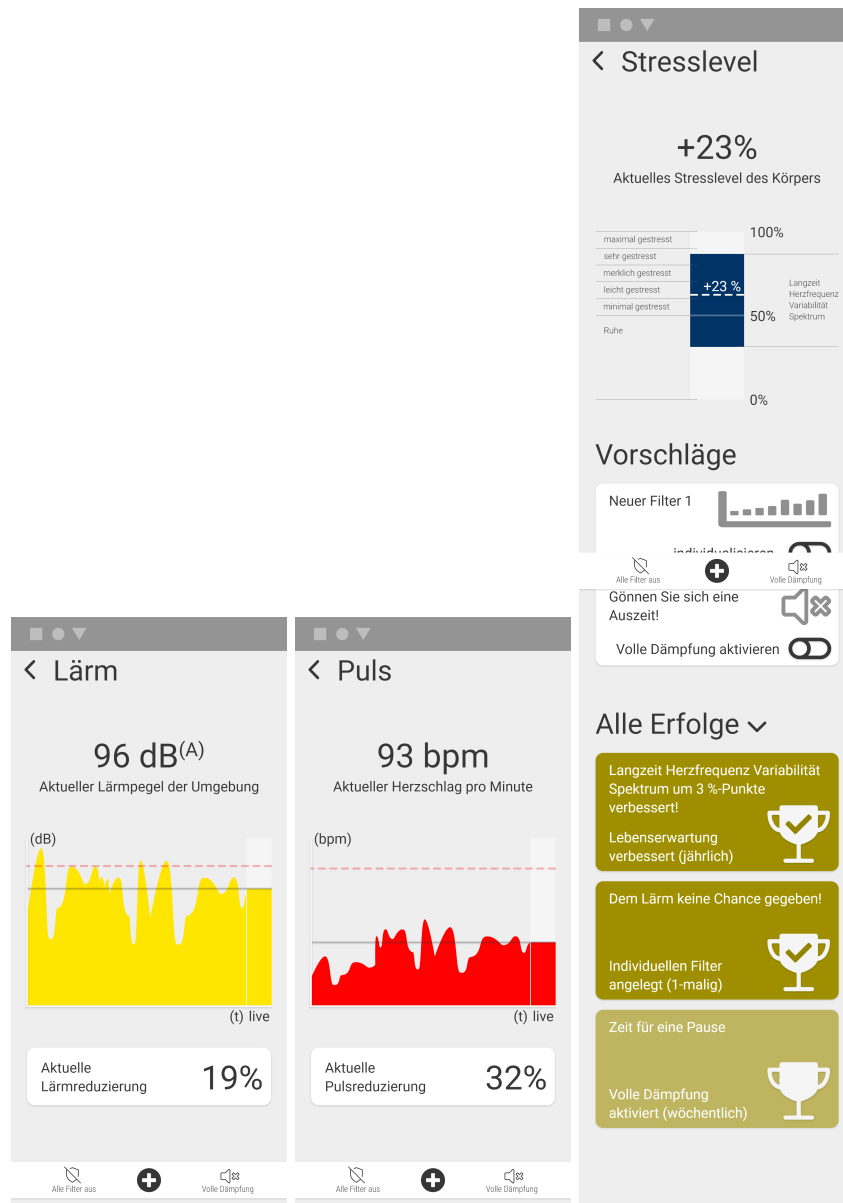 Stresslevel
+23%
Aktuelles Stresslevel des Körpers
100%
maximal gestresst
sehr gestresst
merklich gestresst
leicht gestresst
minimal gestresst
Ruhe
+23 %
50%
0%
Langzeit
Herzfrequenz
Variabilität
Spektrum
Vorschläge
Neuer Filter 1
individualisieren
Alle Filter aus
Volle Dämpfung
Gönnen Sie sich eine
Auszeit!
Volle Dämpfung aktivieren
Alle Erfolge
Langzeit Herzfrequenz Variabilität
Spektrum um 3 %-Punkte
verbessert!
Lebenserwartung
verbessert (jährlich)
Dem Lärm keine Chance gegeben!
Individuellen Filter
angelegt (1-malig)
Zeit für eine Pause
Volle Dämpfung
aktiviert (wöchentlich)
Lärm
96 dB(A)
Aktueller Lärmpegel der Umgebung
(dB)
(t) live
Aktuelle
Lärmreduzierung
19%
Alle Filter aus
Volle Dämpfung
Puls
93 bpm
Aktueller Herzschlag pro Minute
(bpm)
(t) live
Aktuelle
Pulsreduzierung
32%
Alle Filter aus
Volle Dämpfung